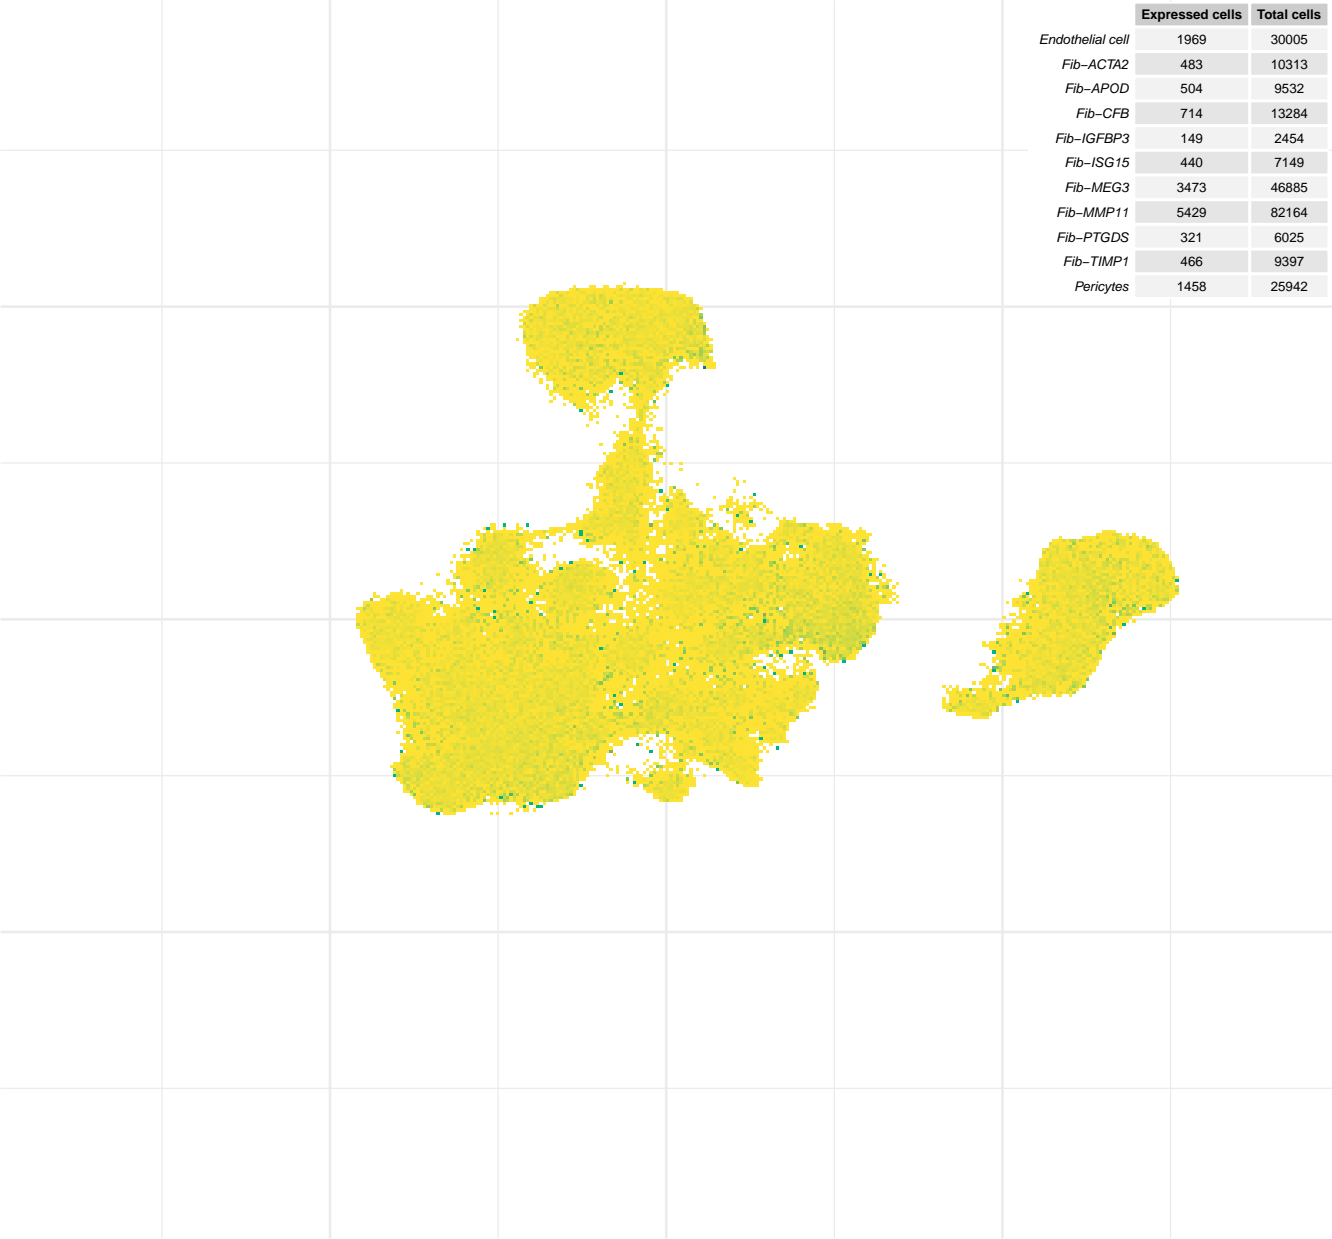 Expressed cells Total cells
Endothelial cell 1969 30005
Fib−ACTA2 483 10313
Fib−APOD 504 9532
Fib−CFB 714 13284
Fib−IGFBP3 149 2454
Fib−ISG15 440 7149
Fib−MEG3 3473 46885
Fib−MMP11 5429 82164
Fib−PTGDS 321 6025
Fib−TIMP1 466 9397
Pericytes 1458 25942